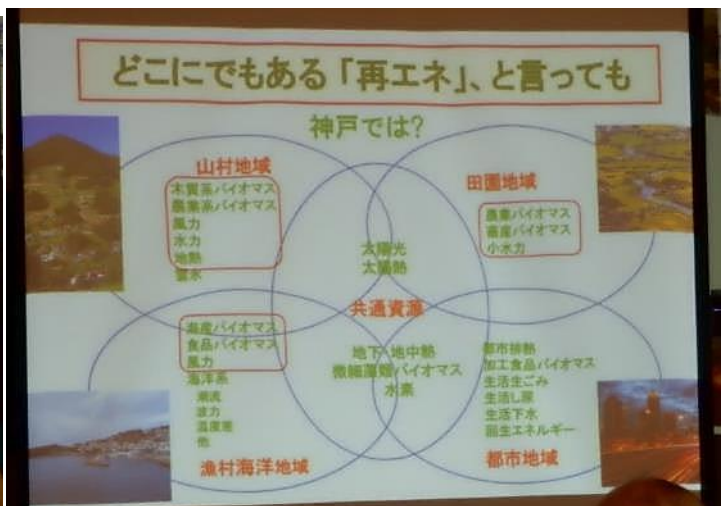 どこにでもある「再エネ」、と言っても
神戸では?
山村地域
木質系バイオマス
農業系バイオマス
風力
水力
地熱
雪氷
田園地域
農業バイオマス
畜産バイオマス
小水力
太陽光
太陽熱
共通資源
地下・地中熱
微細藻類バイオマス
水素
海産バイオマス
食品バイオマス
風力
海洋系
潮流
波力
温度差
他
漁村海洋地域
都市排熱
加工食品バイオマス
生活生ごみ
生活し尿
生活下水
回生エネルギー
都市地域